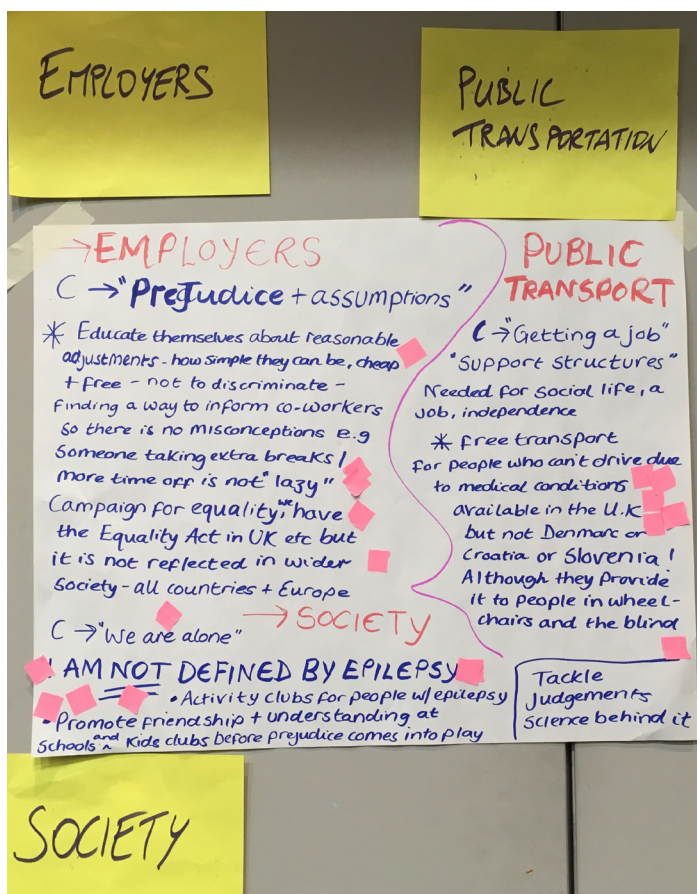 EMPLOYERS
PUBLIC
TRANSPORTATION
→EMPLOYERS
C → "Prejudice + assumptions"
* Educate themselves about reasonable
adjustments - how simple they can be, cheap
+ free - not to discriminate -
finding a way to inform co-workers
so there is no misconceptions e.g
someone taking extra breaks /
more time off is not "lazy"
Campaign for equality, we have
the Equality Act in UK etc but
it is not reflected in wider
society - all countries + Europe
PUBLIC
TRANSPORT
C → "Getting a job"
"Support structures"
Needed for social life, a
job, independence
* free transport
for people who can't drive due
to medical conditions
available in the U.K
but not Denmarc or
Croatia or Slovenia !
Although they provide
it to people in wheel-
chairs and the blind
→ SOCIETY
C → "We are alone"
I AM NOT DEFINED BY EPILEPSY
• Activity clubs for people w/ epilepsy
• Promote friendship + understanding at
schools and kids clubs before prejudice comes into play
Tackle
judgements
science behind it
SOCIETY